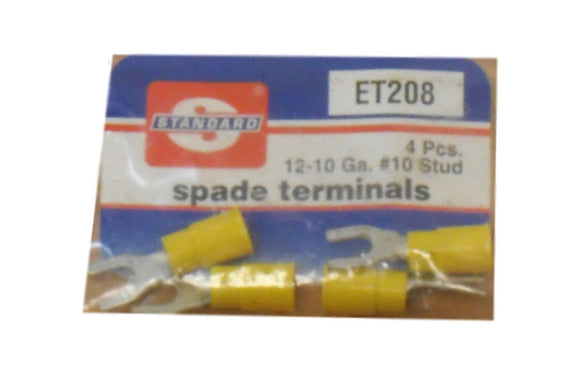 ET208
S
®
STANDARD
4 Pcs.
12-10 Ga. #10 Stud
spade terminals